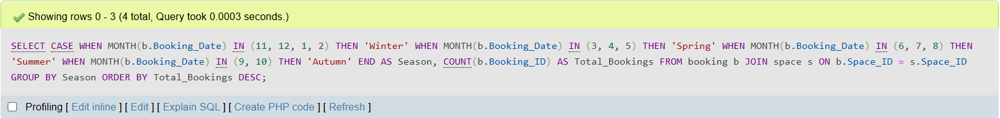 Showing rows 0 - 3 (4 total, Query took 0.0003 seconds.)
SELECT CASE WHEN MONTH(b.Booking_Date) IN (11, 12, 1, 2) THEN 'Winter' WHEN MONTH(b.Booking_Date) IN (3, 4, 5) THEN 'Spring' WHEN MONTH(b.Booking_Date) IN (6, 7, 8) THEN
'Summer' WHEN MONTH(b.Booking_Date) IN (9, 10) THEN 'Autumn' END AS Season, COUNT(b.Booking_ID) AS Total_Bookings FROM booking b JOIN space s ON b.Space_ID = s.Space_ID
GROUP BY Season ORDER BY Total_Bookings DESC;
Profiling [ Edit inline ] [ Edit ] [ Explain SQL ] [ Create PHP code ] [ Refresh ]